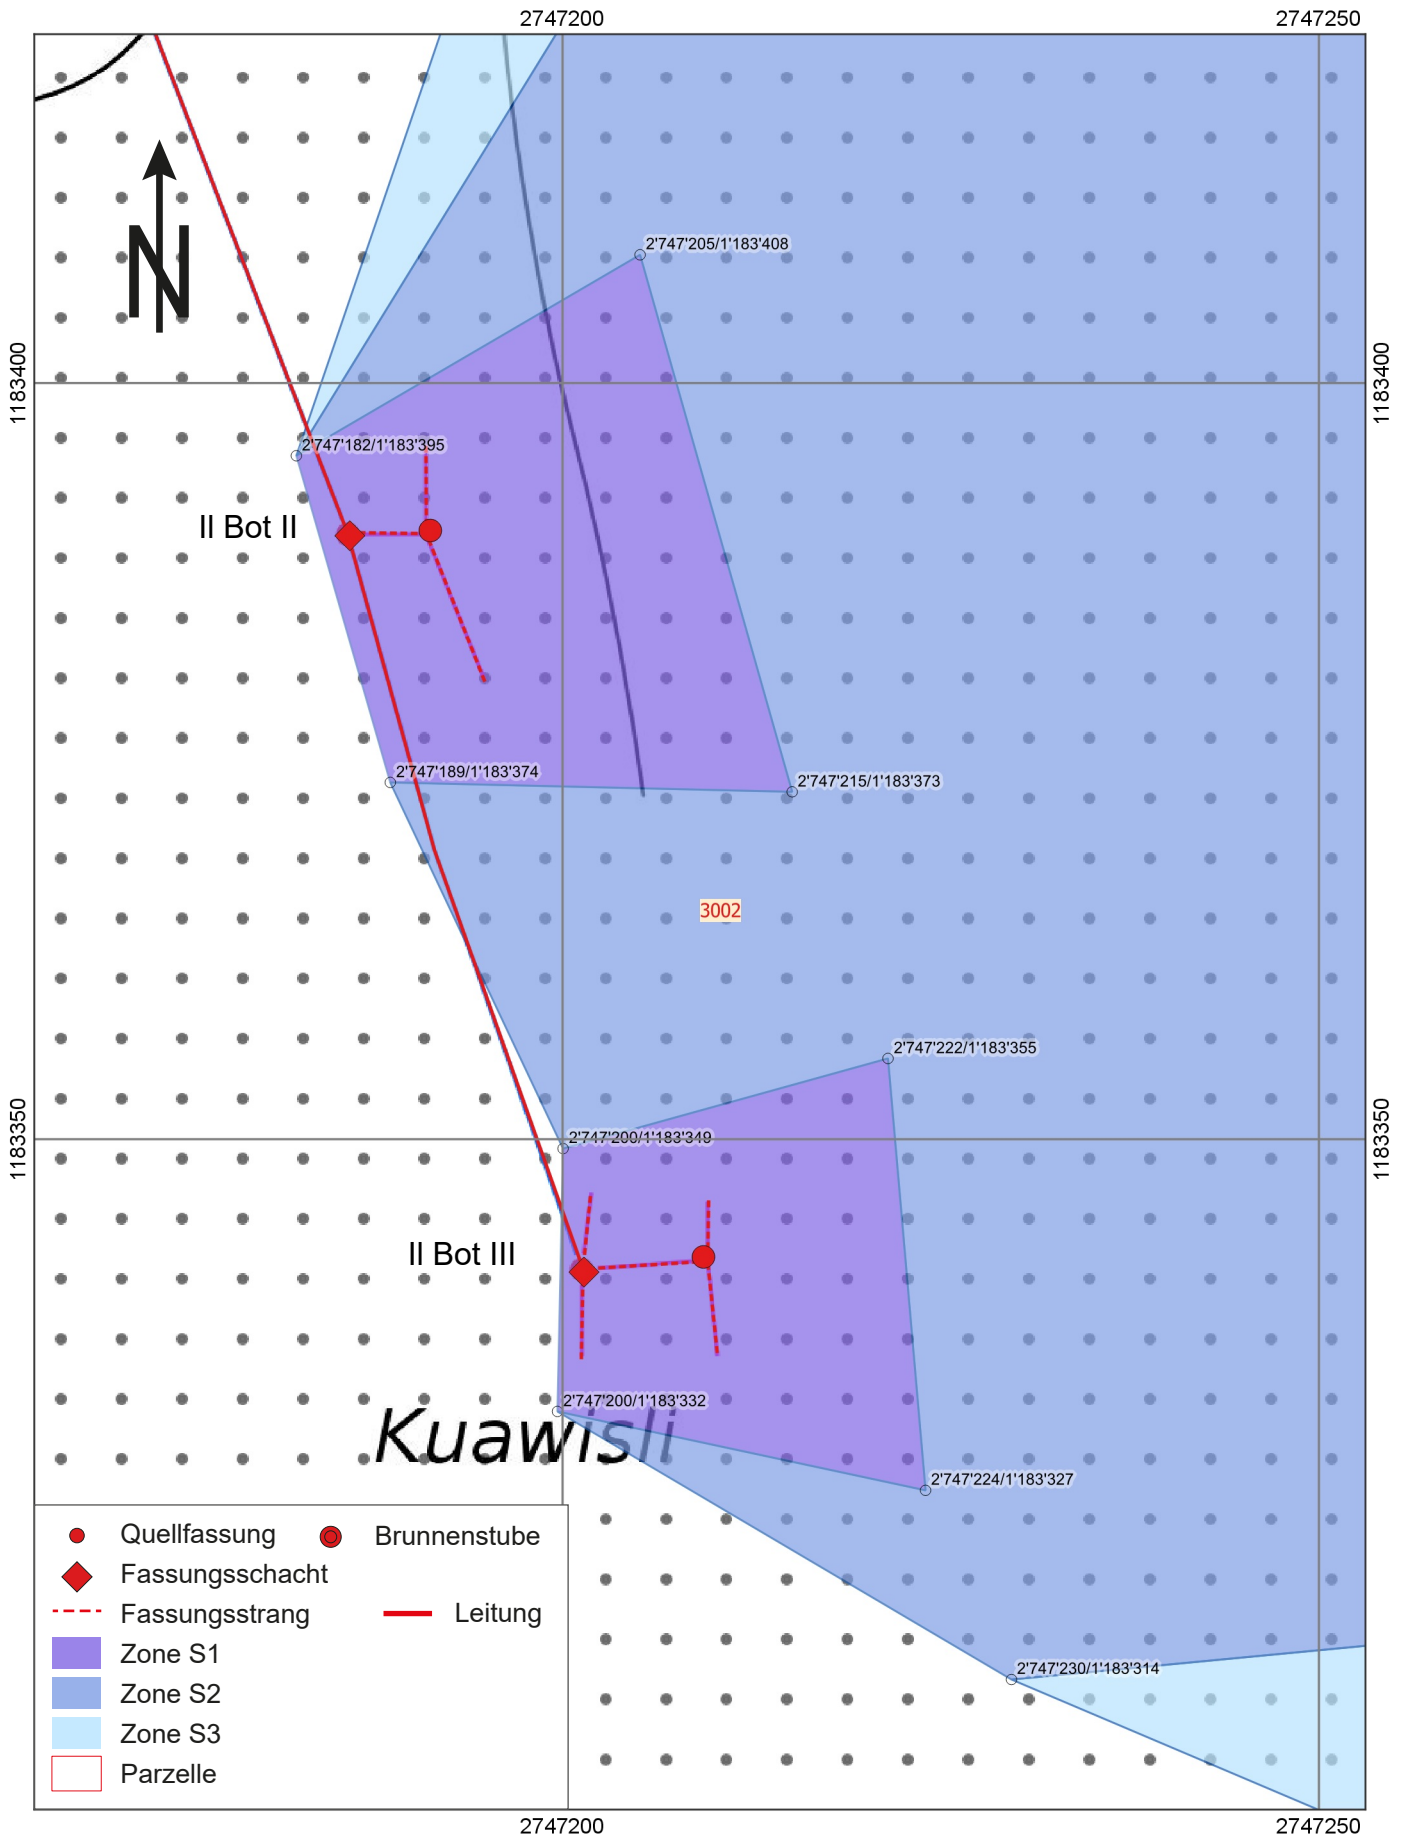 2747200 2747250
N
2'747'205/1'183'408
1183400 1183400
2'747'182/1'183'395
Il Bot II
2'747'189/1'183'374
2'747'215/1'183'373
3002
2'747'222/1'183'355
1183350 1183350
2'747'200/1'183'349
Il Bot III
2'747'200/1'183'332
Kuawisli
2'747'224/1'183'327
Quellfassung Brunnenstube
Fassungsschacht
Fassungsstrang Leitung
Zone S1
2'747'230/1'183'314
Zone S2
Zone S3
Parzelle
2747200 2747250